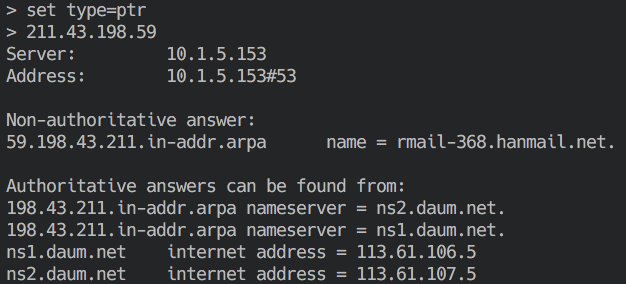 > set type=ptr
> 211.43.198.59
Server: 10.1.5.153
Address: 10.1.5.153#53
Non-authoritative answer:
59.198.43.211.in-addr.arpa name = rmail-368.hanmail.net.
Authoritative answers can be found from:
198.43.211.in-addr.arpa nameserver = ns2.daum.net.
198.43.211.in-addr.arpa nameserver = ns1.daum.net.
ns1.daum.net internet address = 113.61.106.5
ns2.daum.net internet address = 113.61.107.5